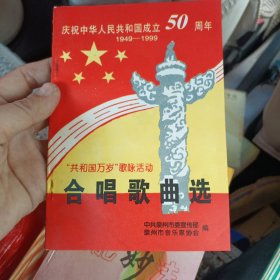 庆祝中华人民共和国成立50周年
1949—1999
“共和国万岁”歌咏活动
合唱歌曲选
中共泉州市委宣传部
泉州市音乐家协会 编